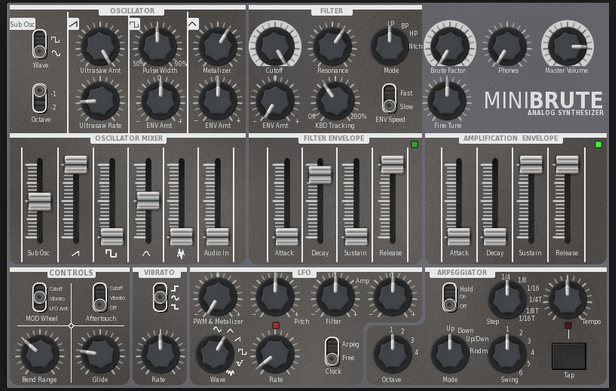 OSCILLATOR
FILTER
Sub Osc
Wave
Ultrasaw Amt
50% 90%
Pulse Width
Metalizer
Cutoff
Resonance
LP BP
HP
Ntch
Mode
Brute Factor
Phones
Master Volume
Octave
-1
-2
Ultrasaw Rate
ENV Amt
ENV Amt
- +
ENV Amt
Off 200%
KBD Tracking
Fast
Slow
ENV Speed
- +
Fine Tune
MINIBRUTE
ANALOG SYNTHESIZER
OSCILLATOR MIXER
FILTER ENVELOPE
AMPLIFICATION ENVELOPE
Sub Osc
Audio In
Attack
Decay
Sustain
Release
Attack
Decay
Sustain
Release
CONTROLS
VIBRATO
LFO
ARPEGGIATOR
Cutoff
Vibrato
LFO Amt
MOD Wheel
Cutoff
Vibrato
Off
Aftertouch
PWM & Metalizer
Pitch
Filter
Amp
Hold
On
Off
1/4
1/8
1/16
1/4T
1/8T
1/16T
Step
Tempo
Bend Range
Glide
Rate
Wave
Rate
Arpeg
Free
Clock
1 2
3
4
Octave
Up Down
Up/Dwn
Rndm
Mode
1 2
3
4
5
6
Swing
Tap